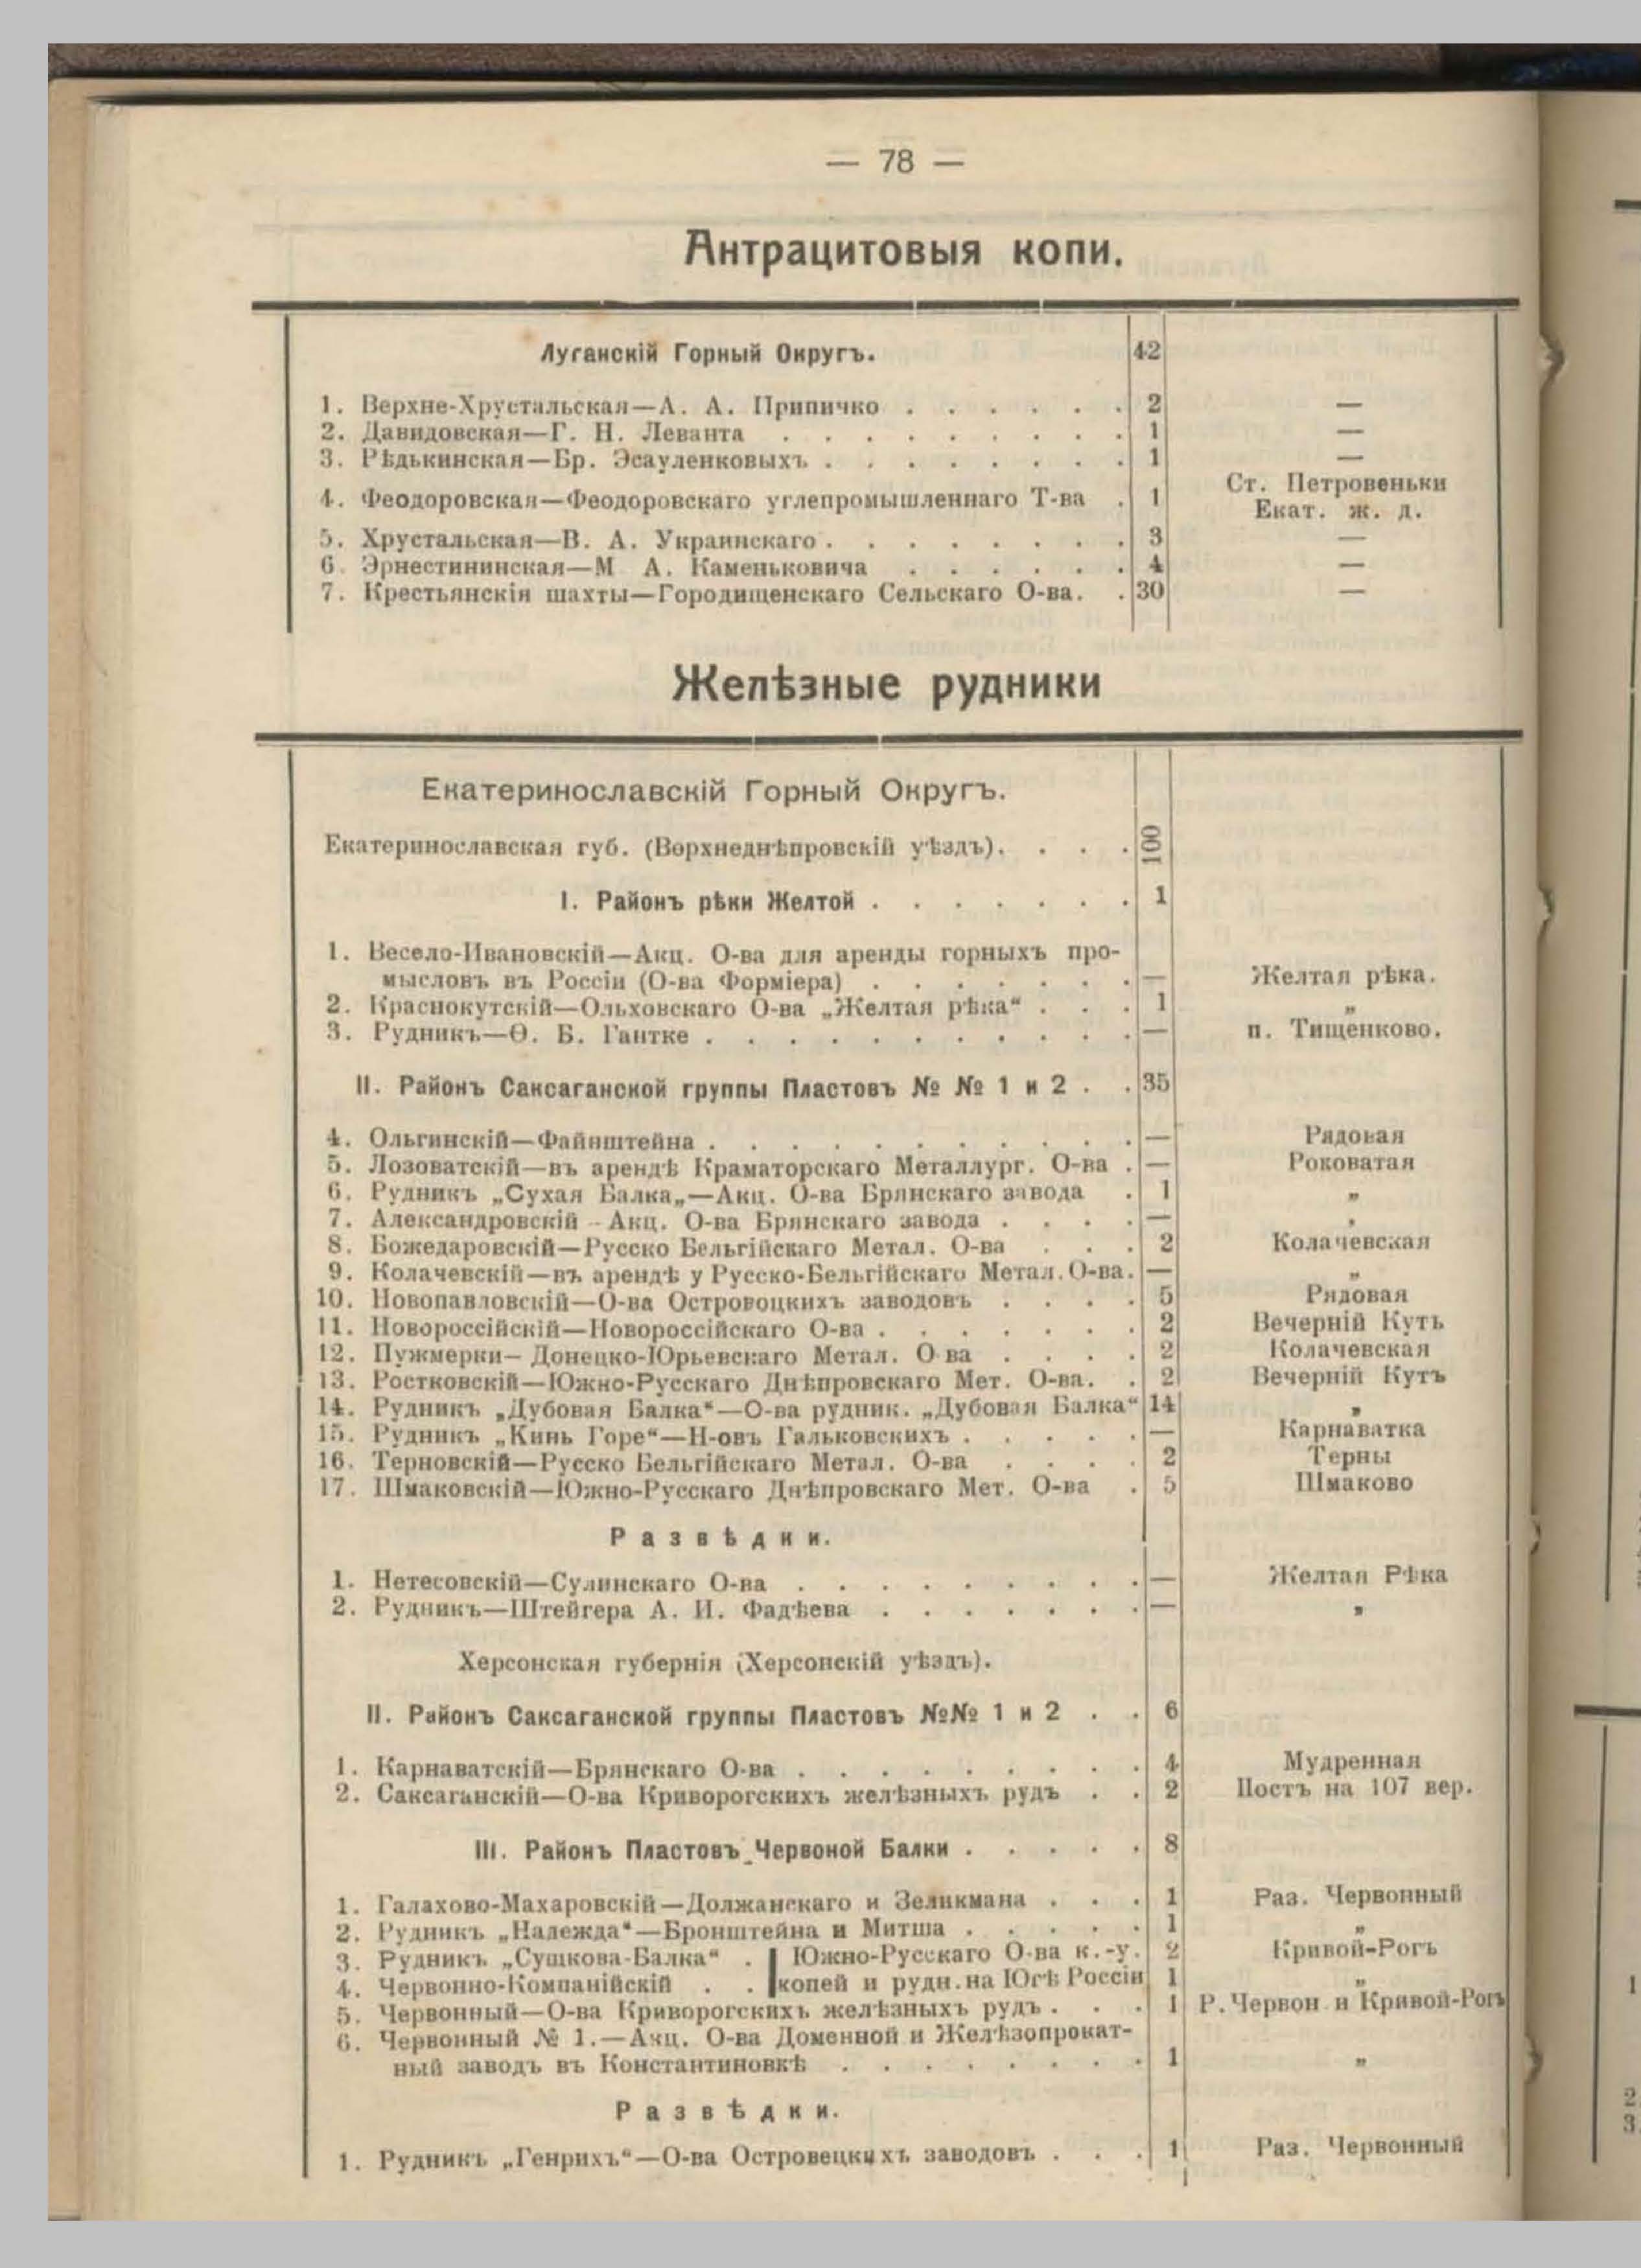 — 78 —
Антрацитовыя копи.
Луганскій Горный Округъ. 42
1. Верхне-Хрустальская—А. А. Припичко . . . . . . 2 —
2. Давидовская—Г. Н. Леванта . . . . . . . . . 1 —
3. Рѣдькинская—Бр. Эсауленковыхъ . . . . . . . . 1 —
4. Феодоровская—Феодоровскаго углепромышленнаго Т-ва . 1 Ст. Петровеньки
Екат. ж. д.
5. Хрустальская—В. А. Украинскаго . . . . . . . . 3 —
6 Эрнестининская—М А. Каменьковича . . . . . . 4 —
7. Крестьянскія шахты—Городищенскаго Сельскаго О-ва. . 30 —
Желѣзные рудники
Екатеринославскій Горный Округъ.
Екатеринославская губ. (Верхнеднѣпровскій уѣздъ). . . . 100
I. Районъ рѣки Желтой . . . . . . . 1
1. Весело-Ивановскій—Акц. О-ва для аренды горныхъ про-
мысловъ въ Россіи (О-ва Форміера) . . . . . . . — Желтая рѣка.
2. Краснокутскій—Ольховскаго О-ва „Желтая рѣка“ . . . 1 „
3. Рудникъ—Ѳ. Б. Гантке . . . . . . . . . . . — п. Тищенково.
II. Районъ Саксаганской группы Пластовъ № № 1 и 2 . . 35
4. Ольгинскій—Файнштейна . . . . . . . . . . . — Рядовая
5. Лозоватскій—въ арендѣ Краматорскаго Металлург. О-ва . — Роковатая
6. Рудникъ „Сухая Балка„—Акц. О-ва Брянскаго завода . 1 „
7. Александровскій - Акц. О-ва Брянскаго завода . . . . — „
8. Божедаровскій—Русско Бельгійскаго Метал. О-ва . . . 2 Колачевская
9. Колачевскій—въ арендѣ у Русско-Бельгійскаго Метал. О-ва. — „
10. Новопавловскій—О-ва Островоцкихъ заводовъ . . . . 5 Рядовая
11. Новороссійскій—Новороссійскаго О-ва . . . . . . . 2 Вечерній Куть
12. Пужмерки— Донецко-Юрьевскаго Метал. О ва . . . . 2 Колачевская
13. Ростковскій—Южно-Русскаго Днѣпровскаго Мет. О-ва. . 2 Вечерній Кутъ
14. Рудникъ „Дубовая Балка“—О-ва рудник. „Дубовая Балка“ 14 „
15. Рудникъ „Кинь Горе“—Н-овъ Гальковскихъ . . . . . — Карнаватка
16. Терновскій—Русско Бельгійскаго Метал. О-ва . . . . 2 Терны
17. Шмаковскій—Южно-Русскаго Днѣпровскаго Мет. О-ва . 5 Шмаково
Развѣдки.
1. Нетесовскій—Сулинскаго О-ва . . . . . . . . . — Желтая Рѣка
2. Рудникъ—Штейгера А. И. Фадѣева . . . . . . . — „
Херсонская губернія (Херсонскій уѣздъ).
II. Районъ Саксаганской группы Пластовъ №№ 1 и 2 . . 6
1. Карнаватскій—Брянскаго О-ва . . . . . . . . . 4 Мудренная
2. Саксаганскій—О-ва Криворогскихъ желѣзныхъ рудъ . . 2 Постъ на 107 вер.
III. Районъ Пластовъ Червоной Балки . . . . . 8
1. Галахово-Махаровскій—Должанскаго и Зеликмана . . . 1 Раз. Червонный
2. Рудникъ „Надежда“—Бронштейна и Митша . . . . . 1 „
3. Рудникъ „Сушкова-Балка“ . Южно-Русскаго О-ва к.-у. 2 Кривой-Рогъ
4. Червонно-Компанійскій . . копей и рудн. на Югѣ Россіи 1 „
5. Червонный—О-ва Криворогскихъ желѣзныхъ рудъ . . . 1 Р. Червон и Кривой-Рогъ
6. Червонный № 1.—Акц. О-ва Доменной и Желѣзопрокат-
ный заводъ въ Константиновкѣ . . . . . . . . 1 „
Развѣдки.
1. Рудникъ „Генрихъ“—О-ва Островецкихъ заводовъ . . . 1 Раз. Червонный